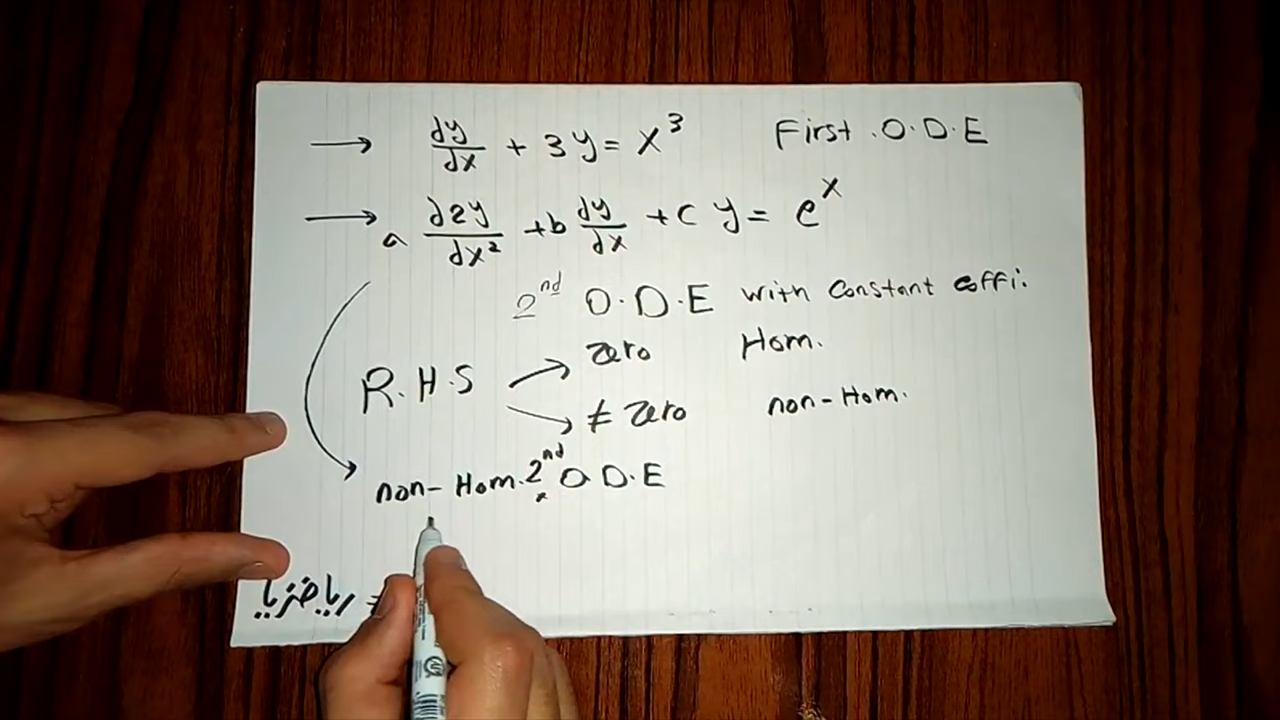 → dy/dx + 3y = x³ First . O.D.E
→ a d2y/dx² + b dy/dx + c y = eˣ
2nd O.D.E with constant coffi.
R.H.S → zero Hom.
→ ≠ zero non-Hom.
non-Hom. 2nd O.D.E